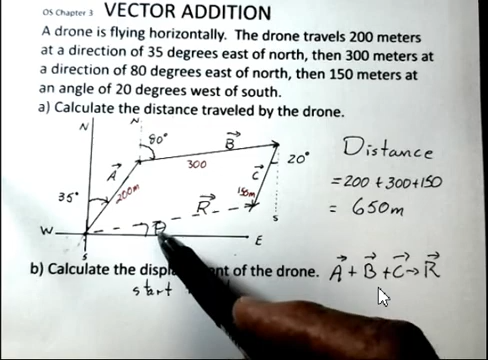 OS Chapter 3 VECTOR ADDITION
A drone is flying horizontally. The drone travels 200 meters
at a direction of 35 degrees east of north, then 300 meters at
a direction of 80 degrees east of north, then 150 meters at
an angle of 20 degrees west of south.
a) Calculate the distance traveled by the drone.
N N
80° B
A 300 C 20° Distance
35° 200m 150m = 200 + 300 + 150
R S = 650m
W θ E
S
b) Calculate the displ nt of the drone. A + B + C → R
start